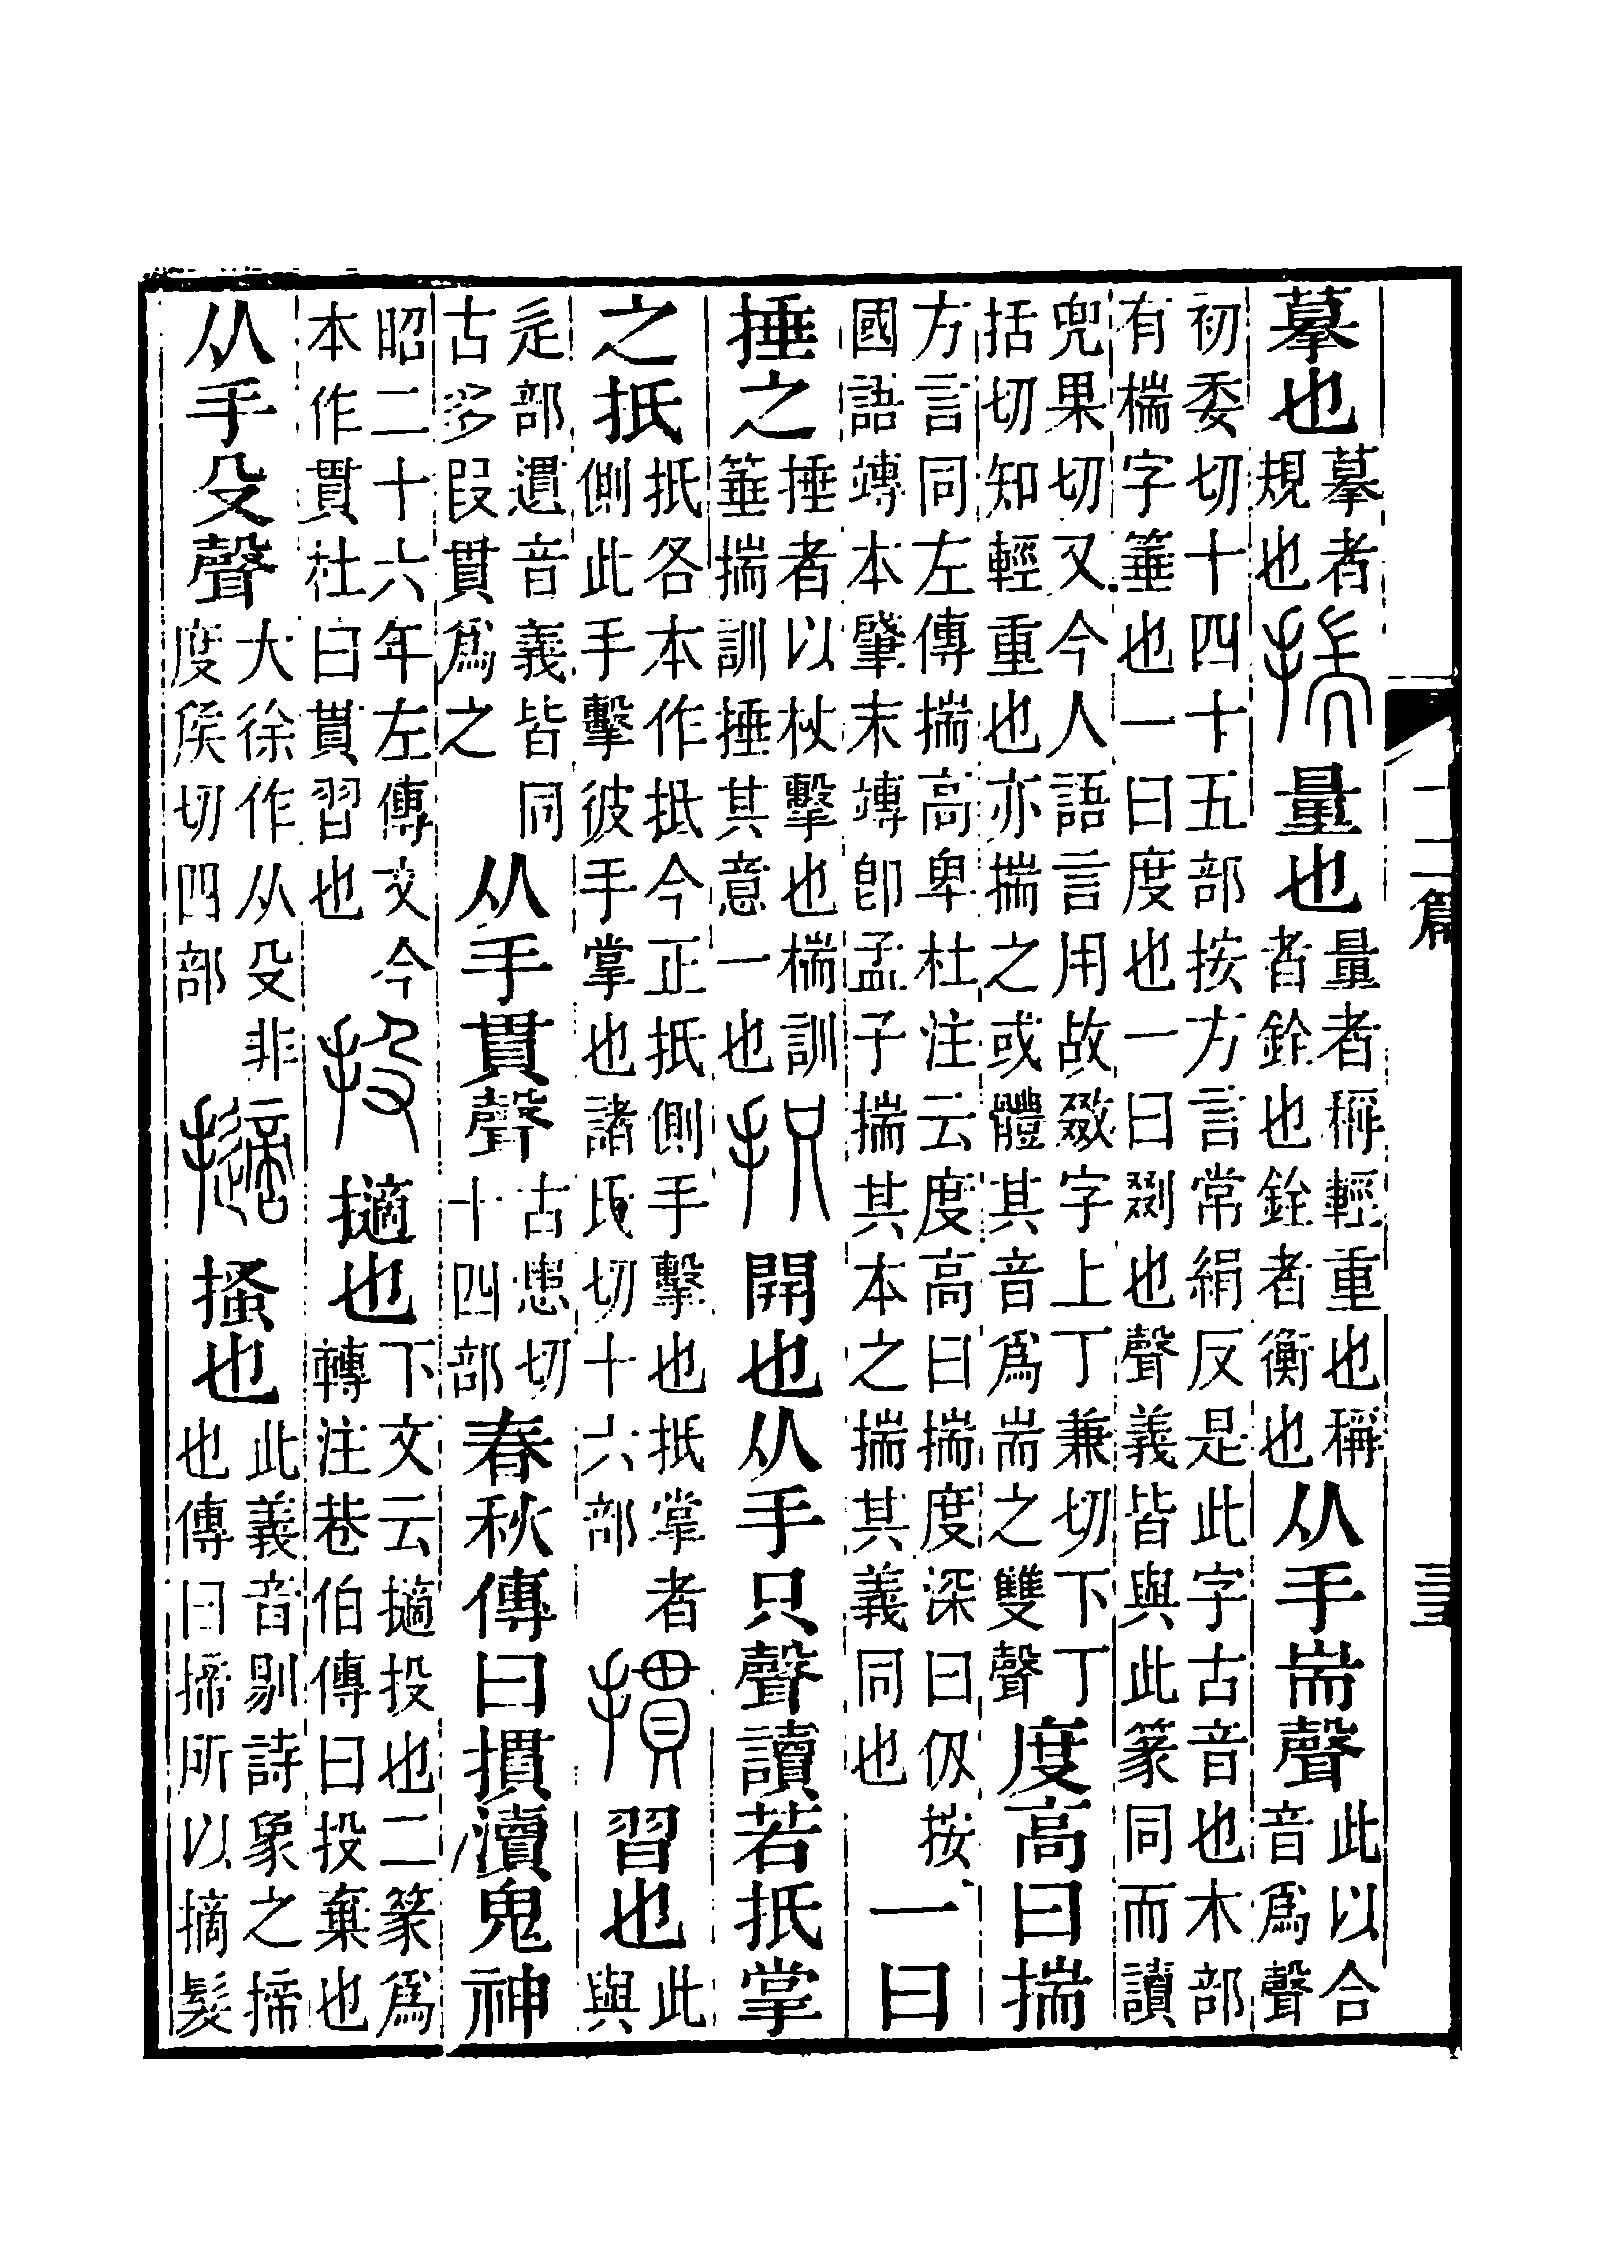 摹也
摹者
規也
揣
量也
量者稱輕重也稱
者銓也銓者衡也
从手耑聲
此以合
音爲聲
初委切十四十五部按方言常絹反是此字古音也木部
有椯字箠也一曰度也一曰剟也聲義皆與此篆同而讀
兜果切又今人語言用故敠字上丁兼切下丁
括切知輕重也亦揣之或體其音爲耑之雙聲
度高曰揣
方言同左傳揣高卑杜注云度高曰揣度深曰仞按
國語竱本肇末竱卽孟子揣其本之揣其義同也
一曰
捶之
捶者以杖擊也椯訓
箠揣訓捶其意一也
抧
開也从手只聲讀若扺掌
之扺
扺各本作抵今正扺側手擊也扺掌者
側此手擊彼手掌也諸氏切十六部
摜
習也
此
與
辵部遦音義皆同
古多叚貫爲之
从手貫聲
古患切
十四部
春秋傳曰摜瀆鬼神
昭二十六年左傳文今
本作貫杜曰貫習也
投
擿也
下文云擿投也二篆爲
轉注巷伯傳曰投棄也
从手殳聲
大徐作从殳非
度矦切四部
擿
搔也
此義音剔詩象之揥
也傳曰揥所以摘髮
十二篇